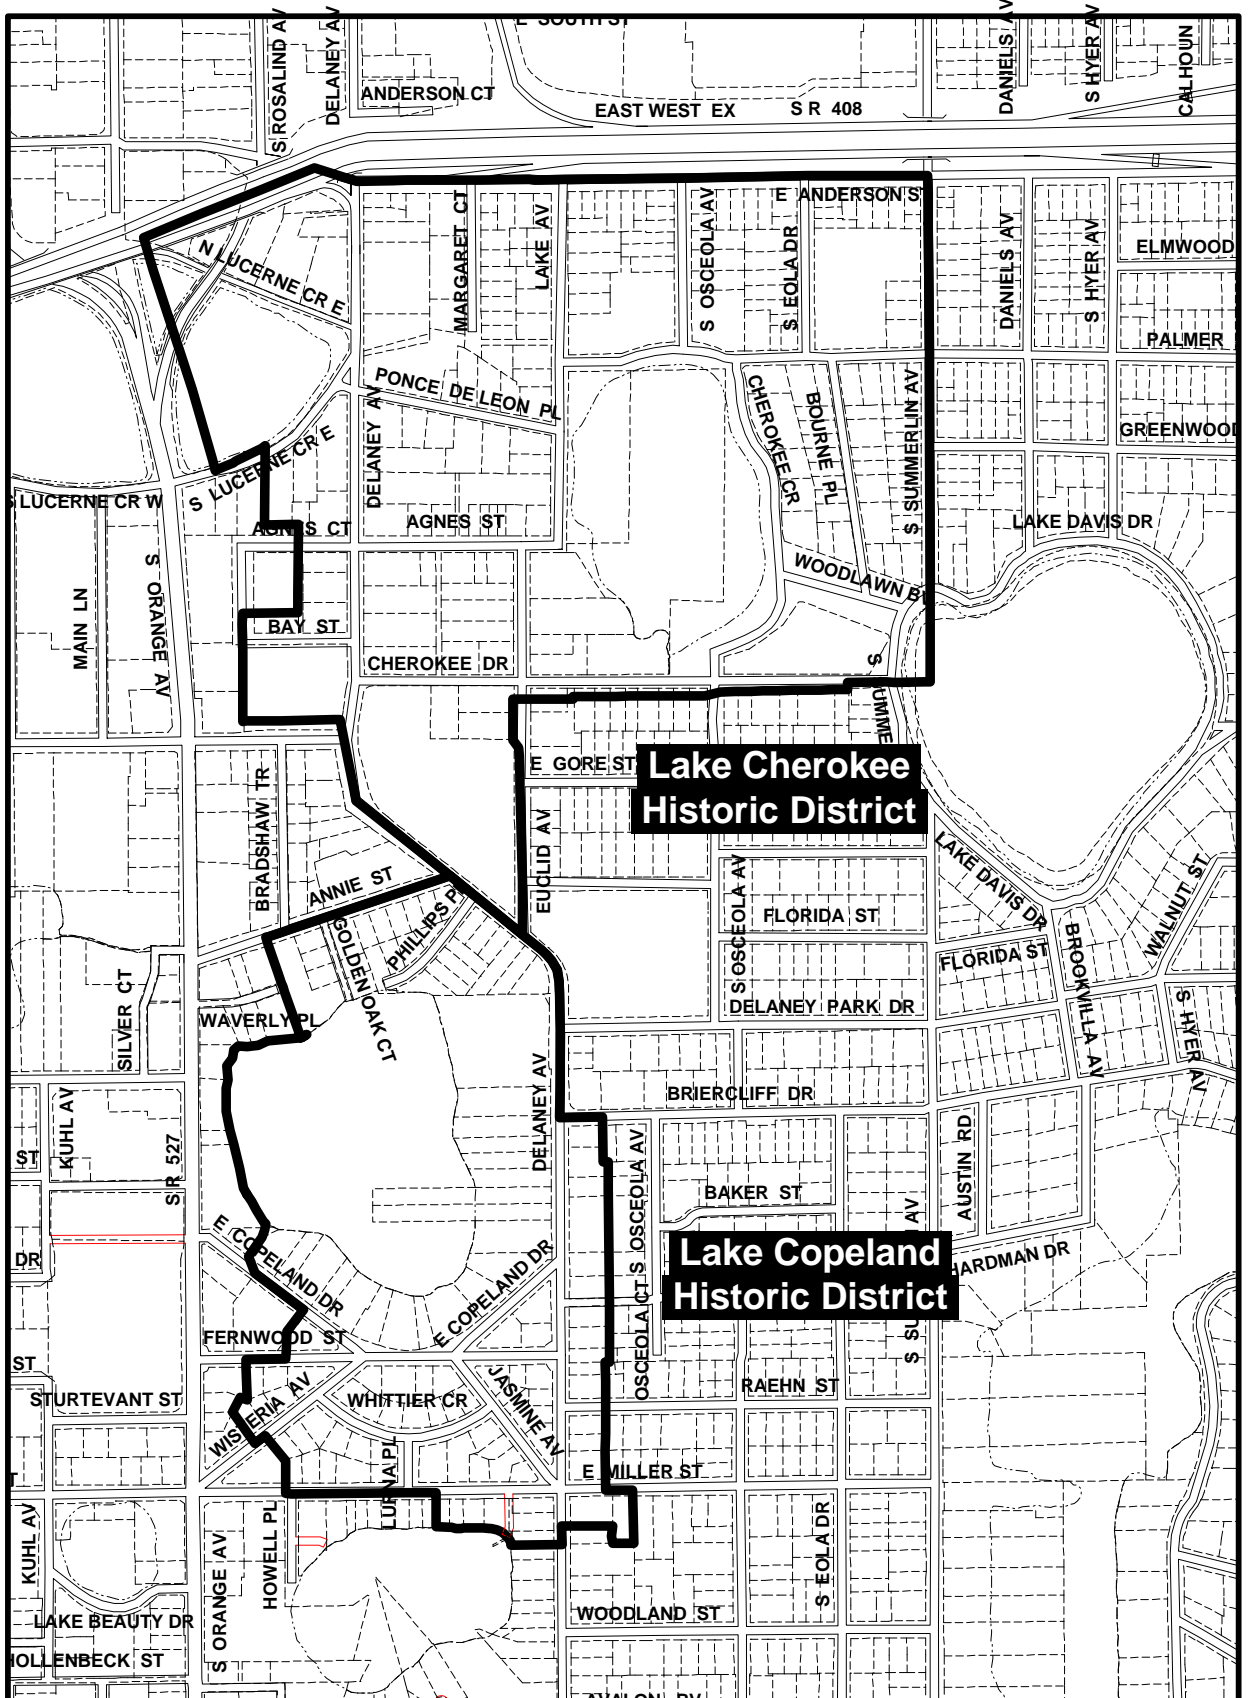 E SOUTH ST
S ROSALIND AV
DELANEY AV
ANDERSON CT
EAST WEST EX
S R 408
DANIELS AV
S HYER AV
CALHOUN
E ANDERSON S
N LUCERNE CR E
MARGARET CT
LAKE AV
S OSCEOLA AV
S EOLA DR
DANIELS AV
S HYER AV
ELMWOOD
PALMER
PONCE DE LEON PL
DELANEY AV
CHEROKEE CR
BOURNE PL
S SUMMERLIN AV
GREENWOOD
S LUCERNE CR E
S LUCERNE CR W
AGNES CT
AGNES ST
LAKE DAVIS DR
WOODLAWN B
MAIN LN
S ORANGE AV
BAY ST
CHEROKEE DR
S SUMME
E GORE ST
Lake Cherokee
Historic District
BRADSHAW TR
EUCLID AV
ANNIE ST
GOLDEN OAK CT
PHILLIPS P
S OSCEOLA AV
FLORIDA ST
LAKE DAVIS DR
WALNUT ST
BROOKVILLA AV
FLORIDA ST
SILVER CT
WAVERLY PL
DELANEY PARK DR
S HYER AV
DELANEY AV
BRIERCLIFF DR
KUHL AV
S R 527
ST
S OSCEOLA AV
BAKER ST
AUSTIN RD
DR
E COPELAND DR
E COPELAND DR
OSCEOLA CT
Lake Copeland
Historic District
S SU
AV
HARDMAN DR
FERNWOOD ST
ST
STURTEVANT ST
WISTERIA AV
WHITTIER CR
JASMINE AV
RAEHN ST
LURNA PL
E MILLER ST
T
KUHL AV
S ORANGE AV
HOWELL PL
S EOLA DR
LAKE BEAUTY DR
WOODLAND ST
HOLLENBECK ST